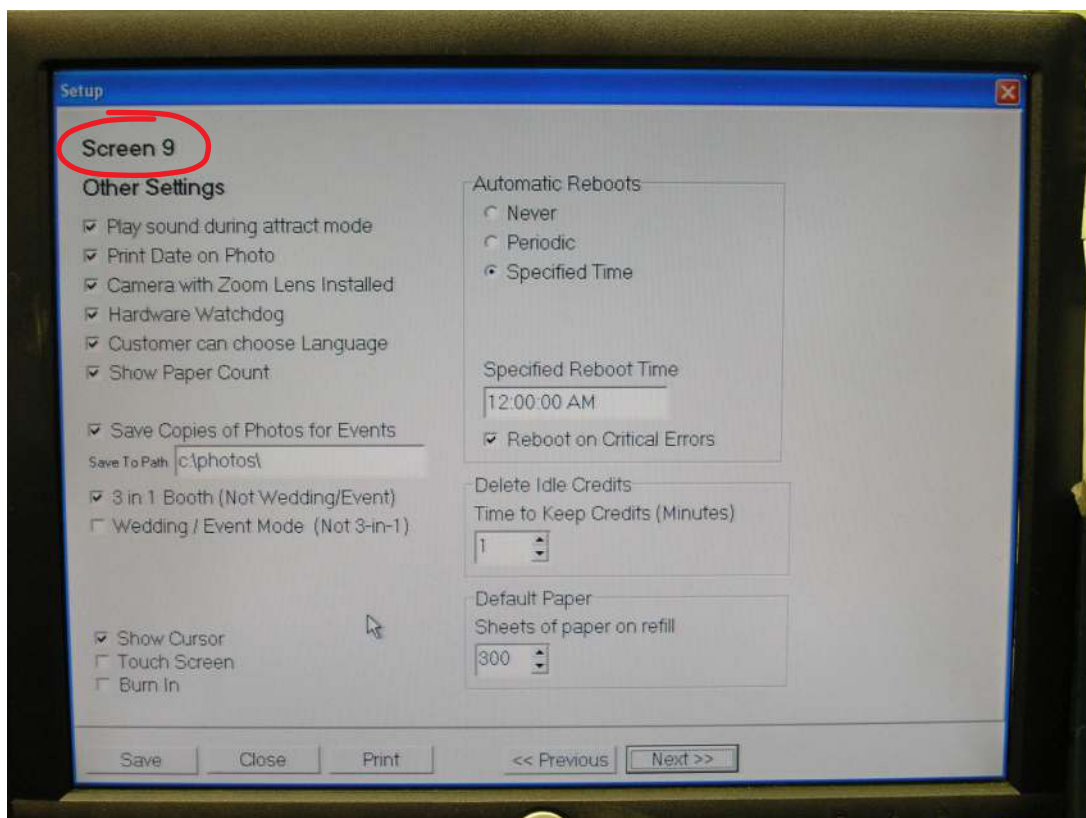 Setup
Screen 9
Other Settings
Play sound during attract mode
Print Date on Photo
Camera with Zoom Lens Installed
Hardware Watchdog
Customer can choose Language
Show Paper Count
Save Copies of Photos for Events
Save To Path c:\photos\
3 in 1 Booth (Not Wedding/Event)
Wedding / Event Mode (Not 3-in-1)
Show Cursor
Touch Screen
Burn In
Automatic Reboots
Never
Periodic
Specified Time
Specified Reboot Time
12:00:00 AM
Reboot on Critical Errors
Delete Idle Credits
Time to Keep Credits (Minutes)
1
Default Paper
Sheets of paper on refill
300
Save Close Print << Previous Next >>